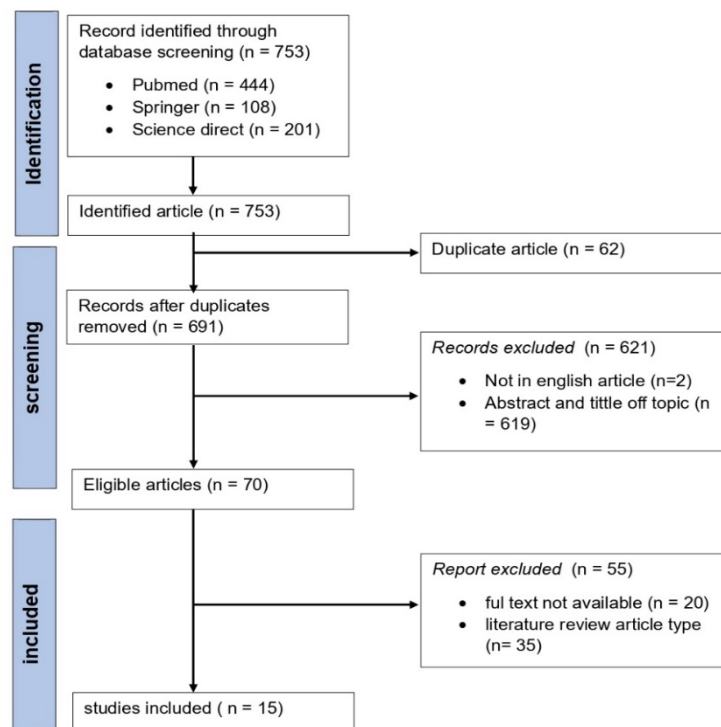 Identification
Record identified through
database screening (n = 753)
• Pubmed (n = 444)
• Springer (n = 108)
• Science direct (n = 201)
Identified article (n = 753)
Duplicate article (n = 62)
screening
Records after duplicates
removed (n = 691)
Records excluded (n = 621)
• Not in english article (n=2)
• Abstract and tittle off topic (n
= 619)
Eligible articles (n = 70)
included
Report excluded (n = 55)
• ful text not available (n = 20)
• literature review article type
(n= 35)
studies included ( n = 15)